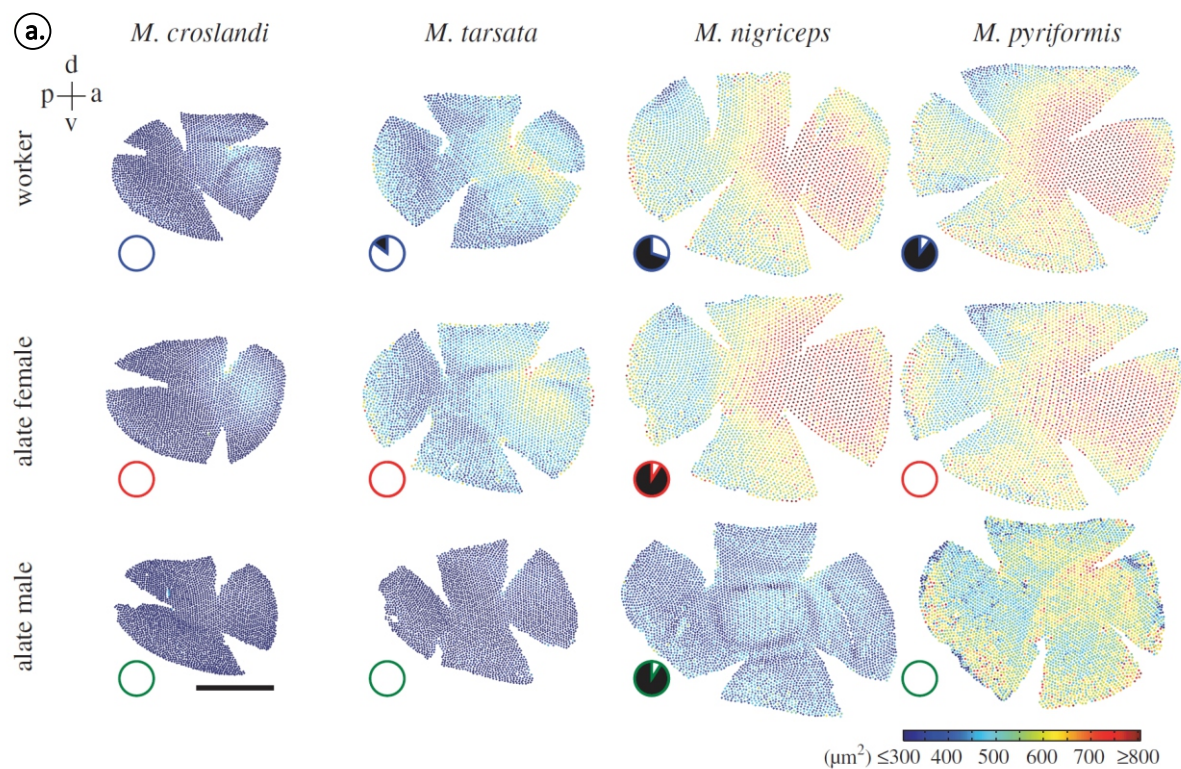 a.
M. croslandi M. tarsata M. nigriceps M. pyriformis
d
p a
v
worker
alate female
alate male
(µm²) ≤300 400 500 600 700 ≥800